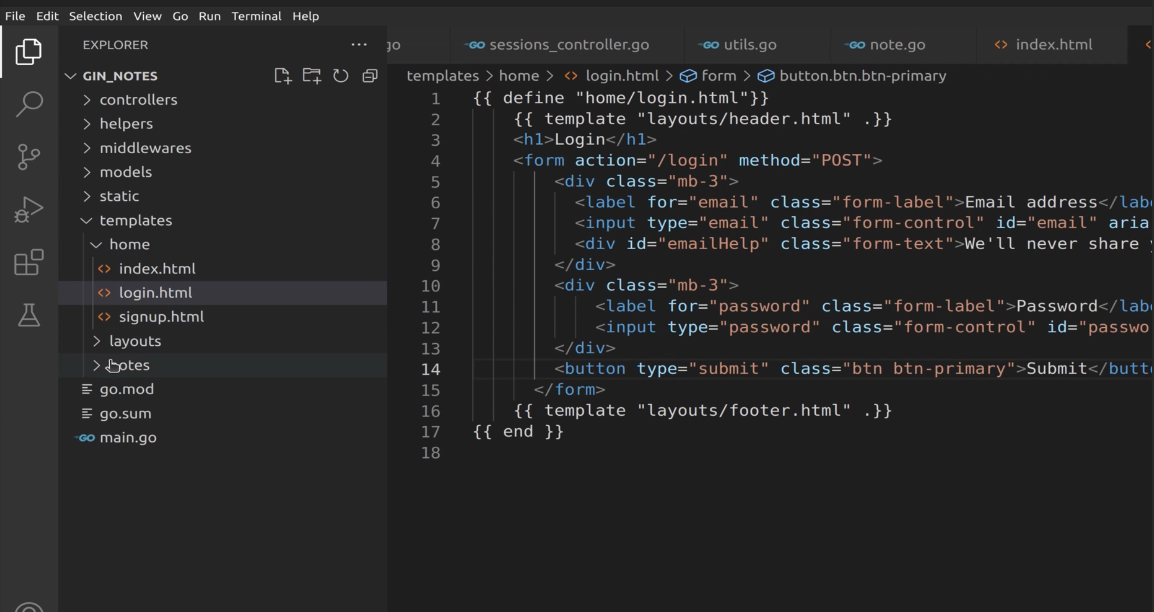 File Edit Selection View Go Run Terminal Help
EXPLORER ···
go sessions_controller.go utils.go note.go index.html
GIN_NOTES
templates > home > login.html > form > button.btn.btn-primary
controllers
helpers
middlewares
models
static
templates
home
index.html
login.html
signup.html
layouts
notes
go.mod
go.sum
main.go
1 {{ define "home/login.html"}}
2 {{ template "layouts/header.html" .}}
3 <h1>Login</h1>
4 <form action="/login" method="POST">
5 <div class="mb-3">
6 <label for="email" class="form-label">Email address</labe
7 <input type="email" class="form-control" id="email" aria
8 <div id="emailHelp" class="form-text">We'll never share
9 </div>
10 <div class="mb-3">
11 <label for="password" class="form-label">Password</labe
12 <input type="password" class="form-control" id="passwo
13 </div>
14 <button type="submit" class="btn btn-primary">Submit</butt
15 </form>
16 {{ template "layouts/footer.html" .}}
17 {{ end }}
18